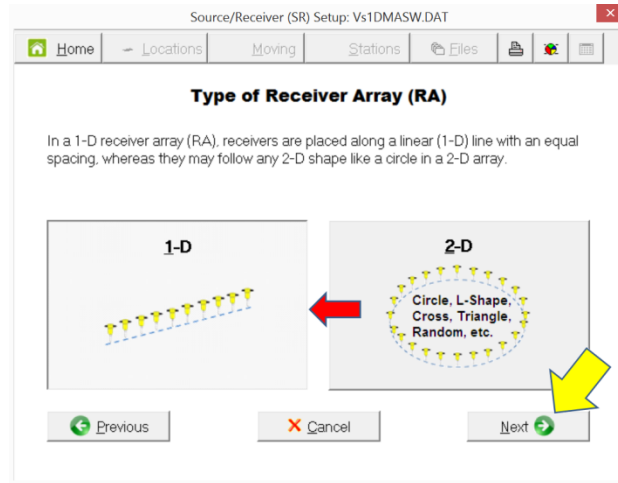 Source/Receiver (SR) Setup: Vs1DMASW.DAT
Home Locations Moving Stations Files
Type of Receiver Array (RA)
In a 1-D receiver array (RA), receivers are placed along a linear (1-D) line with an equal
spacing, whereas they may follow any 2-D shape like a circle in a 2-D array.
1-D
2-D
Circle, L-Shape,
Cross, Triangle,
Random, etc.
Previous Cancel Next